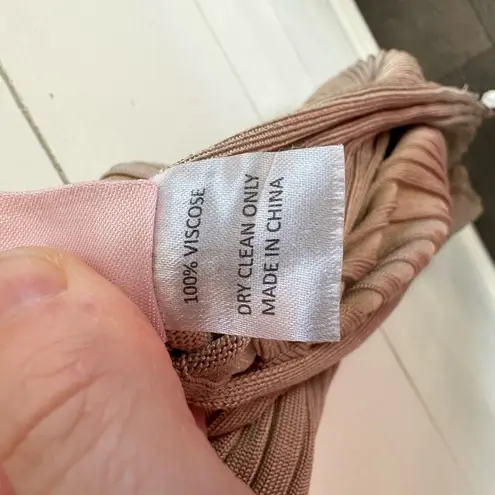 100% VISCOSE
DRY CLEAN ONLY
MADE IN CHINA